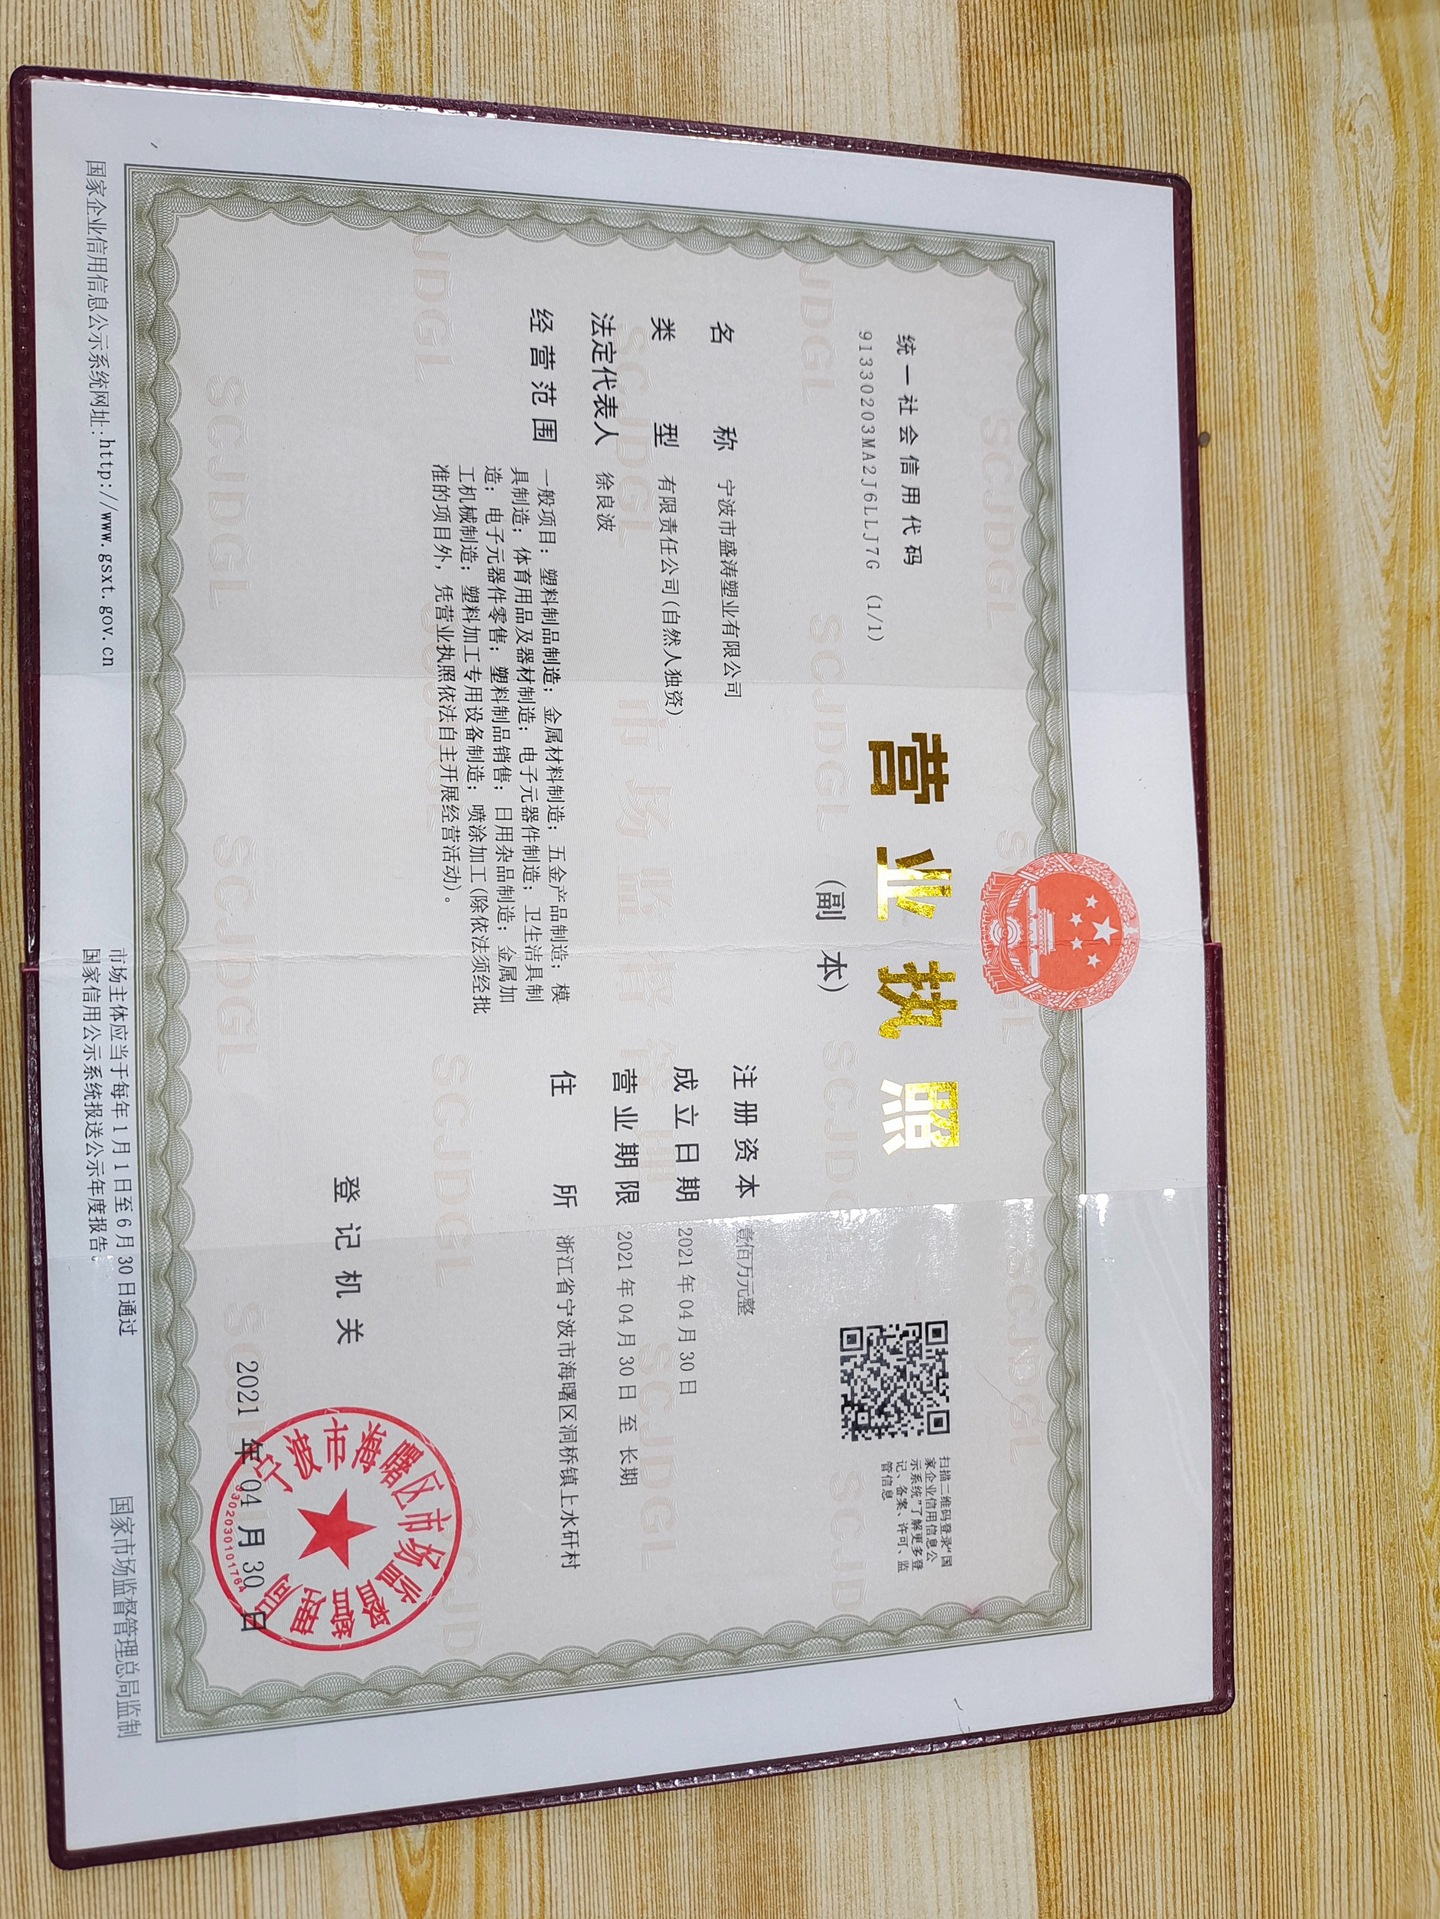 营业执照
(副 本)
统一社会信用代码
91330203MA2J6LLJ7G (1/1)
扫描二维码登录“国
家企业信用信息公
示系统”了解更多登
记、备案、许可、监
管信息
名 称 宁波市盛涛塑业有限公司
类 型 有限责任公司(自然人独资)
法定代表人 徐良波
经营范围 一般项目：塑料制品制造；金属材料制造；五金产品制造；模
具制造；体育用品及器材制造；电子元器件制造；卫生洁具制
造；电子元器件零售；塑料制品销售；日用杂品制造；金属加
工机械制造；塑料加工专用设备制造；喷涂加工(除依法须经批
准的项目外，凭营业执照依法自主开展经营活动)。
注册资本 壹佰万元整
成立日期 2021年04月30日
营业期限 2021年04月30日 至 长期
住 所 浙江省宁波市海曙区洞桥镇上水碶村
登记机关
宁波市海曙区市场监督管理局
2021 年 04 月 30 日
国家企业信用信息公示系统网址:http://www.gsxt.gov.cn
市场主体应当于每年1月1日至6月30日通过
国家信用公示系统报送公示年度报告。
国家市场监督管理总局监制